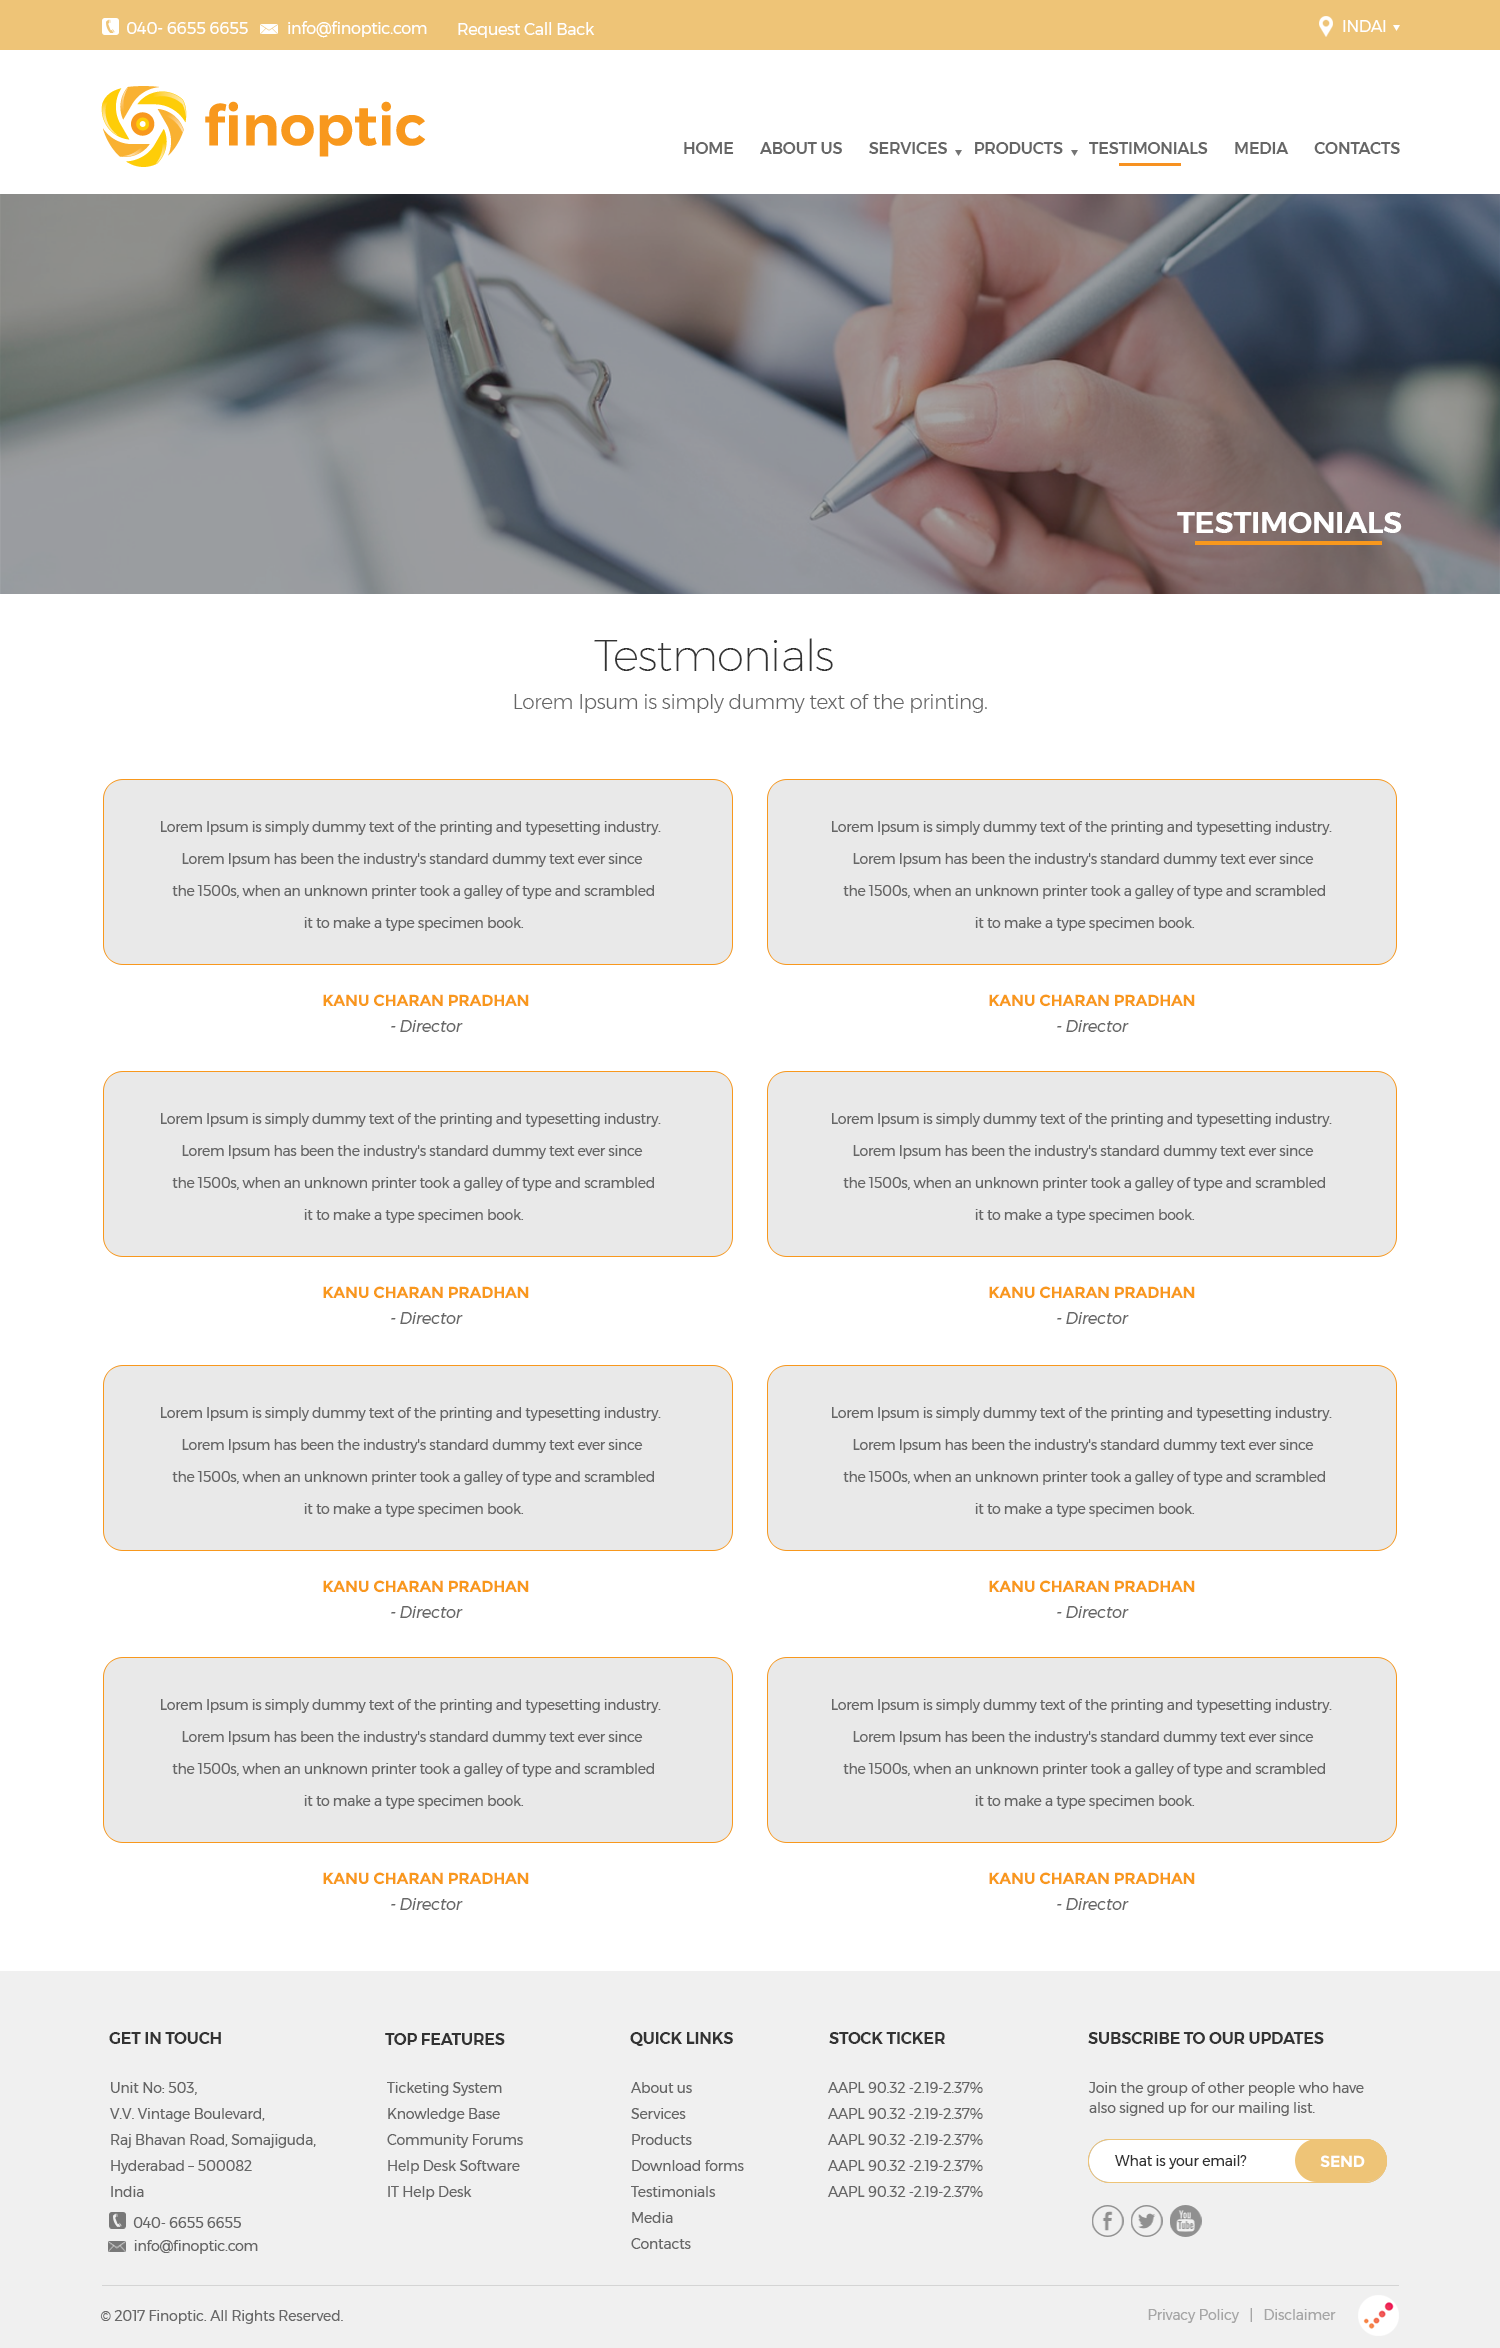 040- 6655 6655 info@finoptic.com Request Call Back INDAI
finoptic
HOME ABOUT US SERVICES PRODUCTS TESTIMONIALS MEDIA CONTACTS
TESTIMONIALS
Testmonials
Lorem Ipsum is simply dummy text of the printing.
Lorem Ipsum is simply dummy text of the printing and typesetting industry.
Lorem Ipsum has been the industry's standard dummy text ever since
the 1500s, when an unknown printer took a galley of type and scrambled
it to make a type specimen book.
KANU CHARAN PRADHAN
- Director
Lorem Ipsum is simply dummy text of the printing and typesetting industry.
Lorem Ipsum has been the industry's standard dummy text ever since
the 1500s, when an unknown printer took a galley of type and scrambled
it to make a type specimen book.
KANU CHARAN PRADHAN
- Director
Lorem Ipsum is simply dummy text of the printing and typesetting industry.
Lorem Ipsum has been the industry's standard dummy text ever since
the 1500s, when an unknown printer took a galley of type and scrambled
it to make a type specimen book.
KANU CHARAN PRADHAN
- Director
Lorem Ipsum is simply dummy text of the printing and typesetting industry.
Lorem Ipsum has been the industry's standard dummy text ever since
the 1500s, when an unknown printer took a galley of type and scrambled
it to make a type specimen book.
KANU CHARAN PRADHAN
- Director
Lorem Ipsum is simply dummy text of the printing and typesetting industry.
Lorem Ipsum has been the industry's standard dummy text ever since
the 1500s, when an unknown printer took a galley of type and scrambled
it to make a type specimen book.
KANU CHARAN PRADHAN
- Director
Lorem Ipsum is simply dummy text of the printing and typesetting industry.
Lorem Ipsum has been the industry's standard dummy text ever since
the 1500s, when an unknown printer took a galley of type and scrambled
it to make a type specimen book.
KANU CHARAN PRADHAN
- Director
Lorem Ipsum is simply dummy text of the printing and typesetting industry.
Lorem Ipsum has been the industry's standard dummy text ever since
the 1500s, when an unknown printer took a galley of type and scrambled
it to make a type specimen book.
KANU CHARAN PRADHAN
- Director
Lorem Ipsum is simply dummy text of the printing and typesetting industry.
Lorem Ipsum has been the industry's standard dummy text ever since
the 1500s, when an unknown printer took a galley of type and scrambled
it to make a type specimen book.
KANU CHARAN PRADHAN
- Director
GET IN TOUCH
Unit No: 503,
V.V. Vintage Boulevard,
Raj Bhavan Road, Somajiguda,
Hyderabad – 500082
India
040- 6655 6655
info@finoptic.com
TOP FEATURES
Ticketing System
Knowledge Base
Community Forums
Help Desk Software
IT Help Desk
QUICK LINKS
About us
Services
Products
Download forms
Testimonials
Media
Contacts
STOCK TICKER
AAPL 90.32 -2.19-2.37%
AAPL 90.32 -2.19-2.37%
AAPL 90.32 -2.19-2.37%
AAPL 90.32 -2.19-2.37%
AAPL 90.32 -2.19-2.37%
SUBSCRIBE TO OUR UPDATES
Join the group of other people who have
also signed up for our mailing list.
What is your email? SEND
You
Tube
© 2017 Finoptic. All Rights Reserved.
Privacy Policy | Disclaimer